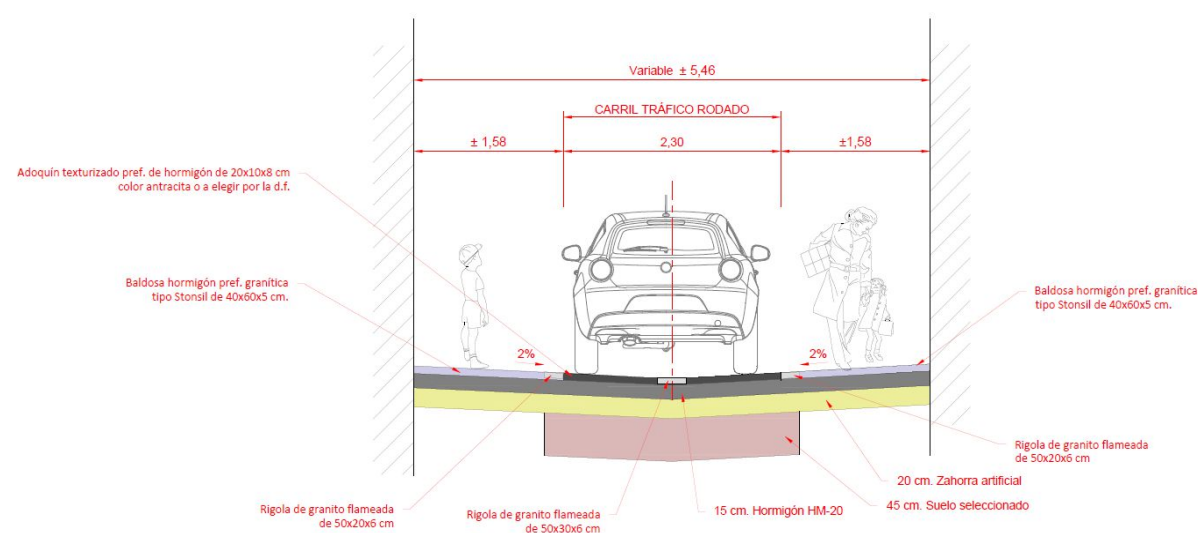 Variable ± 5,46
CARRIL TRÁFICO RODADO
± 1,58
2,30
±1,58
Adoquín texturizado pref. de hormigón de 20x10x8 cm
color antracita o a elegir por la d.f.
Baldosa hormigón pref. granítica
tipo Stonsil de 40x60x5 cm.
Baldosa hormigón pref. granítica
tipo Stonsil de 40x60x5 cm.
2%
2%
Rigola de granito flameada
de 50x20x6 cm
20 cm. Zahorra artificial
45 cm. Suelo seleccionado
15 cm. Hormigón HM-20
Rigola de granito flameada
de 50x20x6 cm
Rigola de granito flameada
de 50x30x6 cm